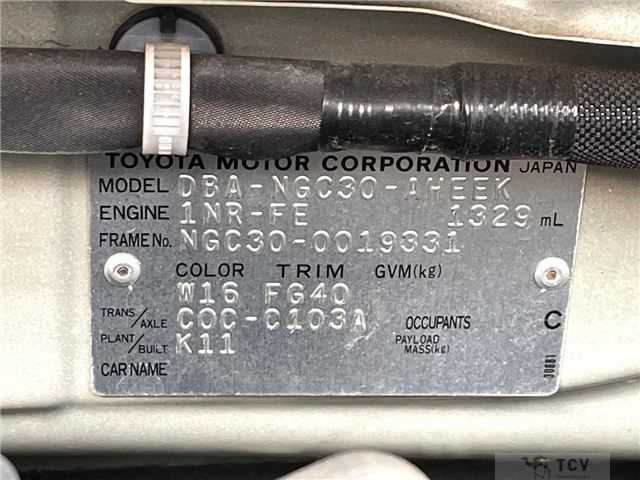 TOYOTA MOTOR CORPORATION JAPAN
MODEL DBA-NGC30-AHEEK
ENGINE 1NR-FE 1329 mL
FRAME No. NGC30-0019331
COLOR TRIM GVM(kg)
W16 FG40
TRANS/AXLE C0C-C103A OCCUPANTS C
PLANT/BUILT K11 PAYLOAD MASS(kg)
CAR NAME
J0881
TCV